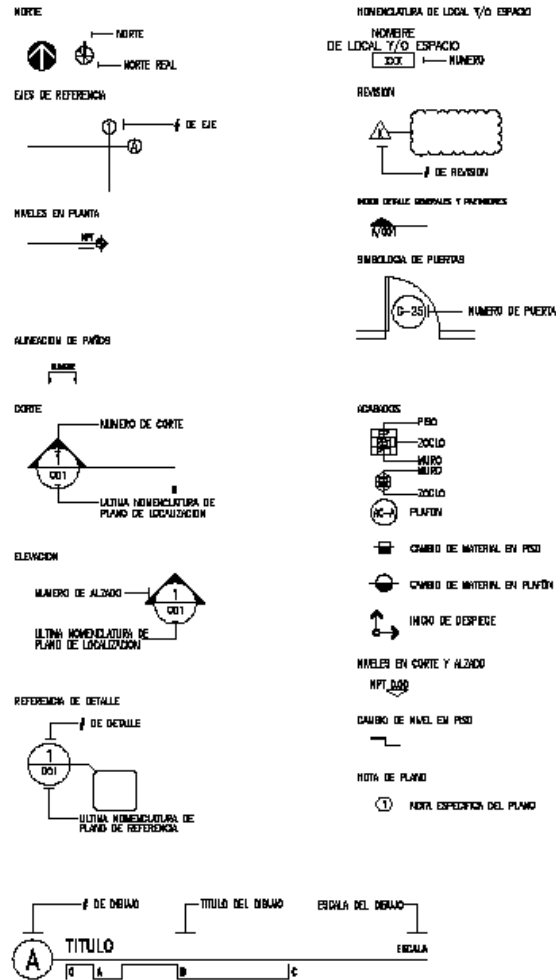 NORTE
NORTE
NORTE REAL
EJES DE REFERENCIA
1
# DE EJE
A
NIVELES EN PLANTA
NPT
ALINEACION DE PAÑOS
CORTE
NUMERO DE CORTE
1
001
ULTIMA NOMENCLATURA DE
PLANO DE LOCALIZACION
ELEVACION
NUMERO DE ALZADO
1
001
ULTIMA NOMENCLATURA DE
PLANO DE LOCALIZACION
REFERENCIA DE DETALLE
# DE DETALLE
1
001
ULTIMA NOMENCLATURA DE
PLANO DE REFERENCIA
NOMENCLATURA DE LOCAL Y/O ESPACIO
NOMBRE
DE LOCAL Y/O ESPACIO
XXX
NUMERO
REVISION
# DE REVISION
DETALLE GENERALES Y
A/001
SIMBOLOGIA DE PUERTAS
C-25
NUMERO DE PUERTA
ACABADOS
PISO
ZOCLO
MURO
MURO
ZOCLO
AC-A
PLAFON
CAMBIO DE MATERIAL EN PISO
CAMBIO DE MATERIAL EN PLAFÓN
INICIO DE DESPIECE
NIVELES EN CORTE Y ALZADO
NPT 0.00
CAMBIO DE NIVEL EN PISO
NOTA DE PLANO
1
NOTA ESPECIFICA DEL PLANO
# DE DIBUJO
TITULO DEL DIBUJO
ESCALA DEL DIBUJO
A
TITULO
ESCALA
0 A B C